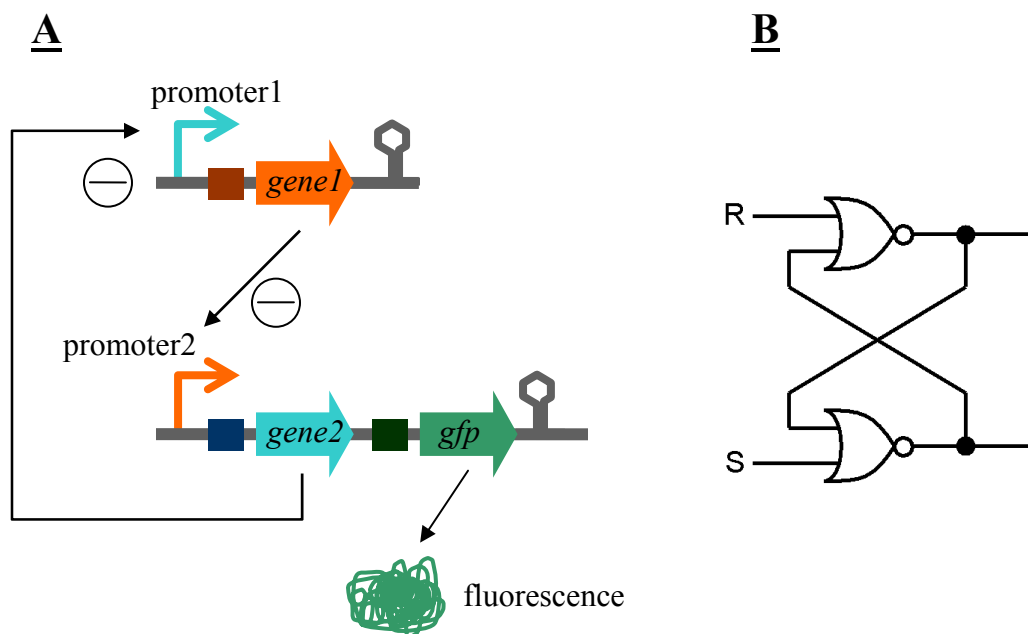 A
promoter1
gene1
promoter2
gene2
gfp
fluorescence
B
R
S